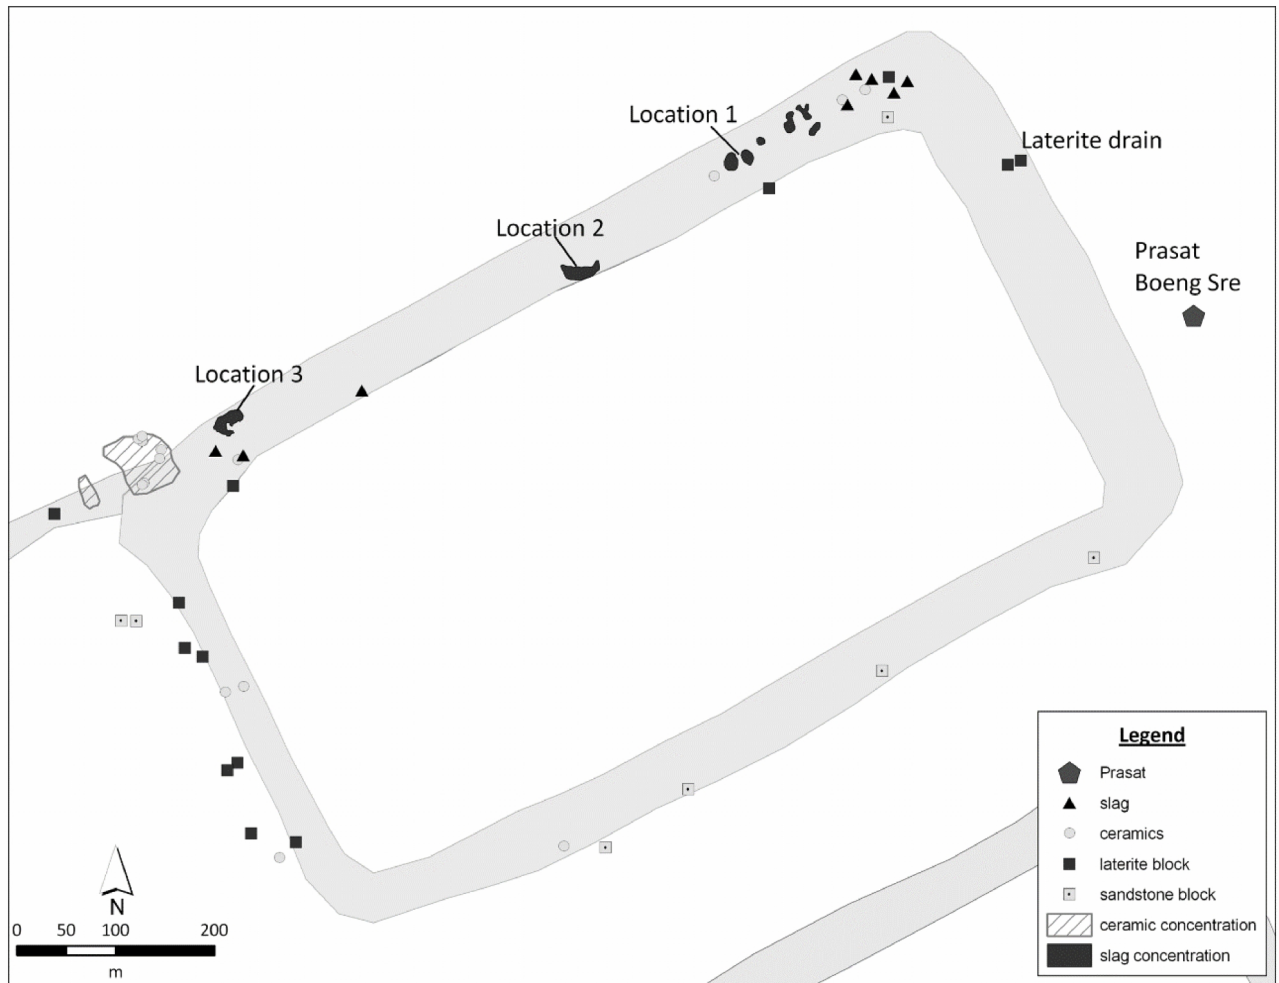 Location 1
Laterite drain
Location 2
Prasat
Boeng Sre
Location 3
Legend
Prasat
slag
ceramics
laterite block
sandstone block
ceramic concentration
slag concentration
N
0 50 100 200
m